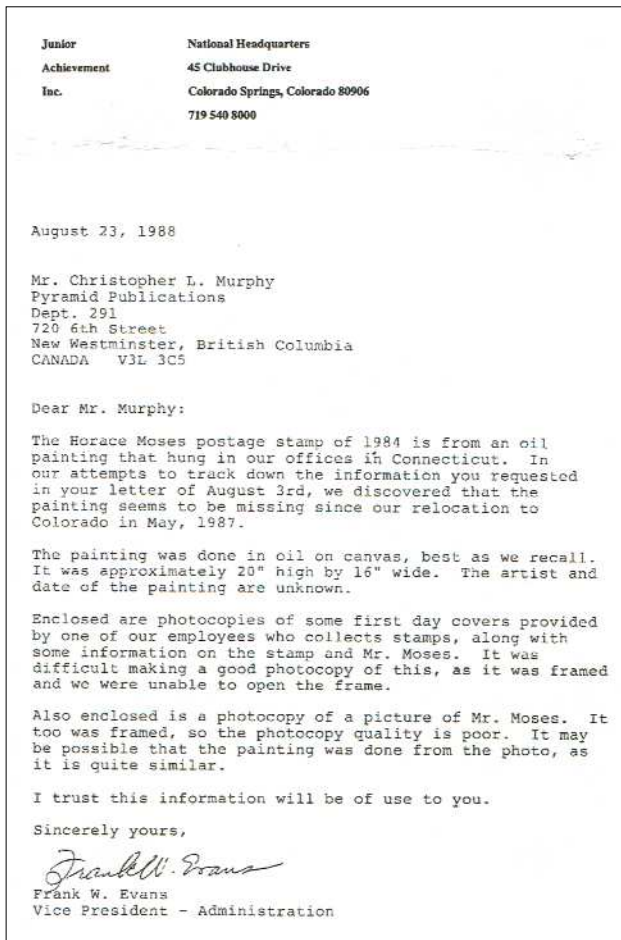 Junior National Headquarters
Achievement 45 Clubhouse Drive
Inc. Colorado Springs, Colorado 80906
719 540 8000
August 23, 1988
Mr. Christopher L. Murphy
Pyramid Publications
Dept. 291
720 6th Street
New Westminster, British Columbia
CANADA V3L 3C5
Dear Mr. Murphy:
The Horace Moses postage stamp of 1984 is from an oil
painting that hung in our offices in Connecticut. In
our attempts to track down the information you requested
in your letter of August 3rd, we discovered that the
painting seems to be missing since our relocation to
Colorado in May, 1987.
The painting was done in oil on canvas, best as we recall.
It was approximately 20" high by 16" wide. The artist and
date of the painting are unknown.
Enclosed are photocopies of some first day covers provided
by one of our employees who collects stamps, along with
some information on the stamp and Mr. Moses. It was
difficult making a good photocopy of this, as it was framed
and we were unable to open the frame.
Also enclosed is a photocopy of a picture of Mr. Moses. It
too was framed, so the photocopy quality is poor. It may
be possible that the painting was done from the photo, as
it is quite similar.
I trust this information will be of use to you.
Sincerely yours,
Frank W. Evans
Frank W. Evans
Vice President - Administration